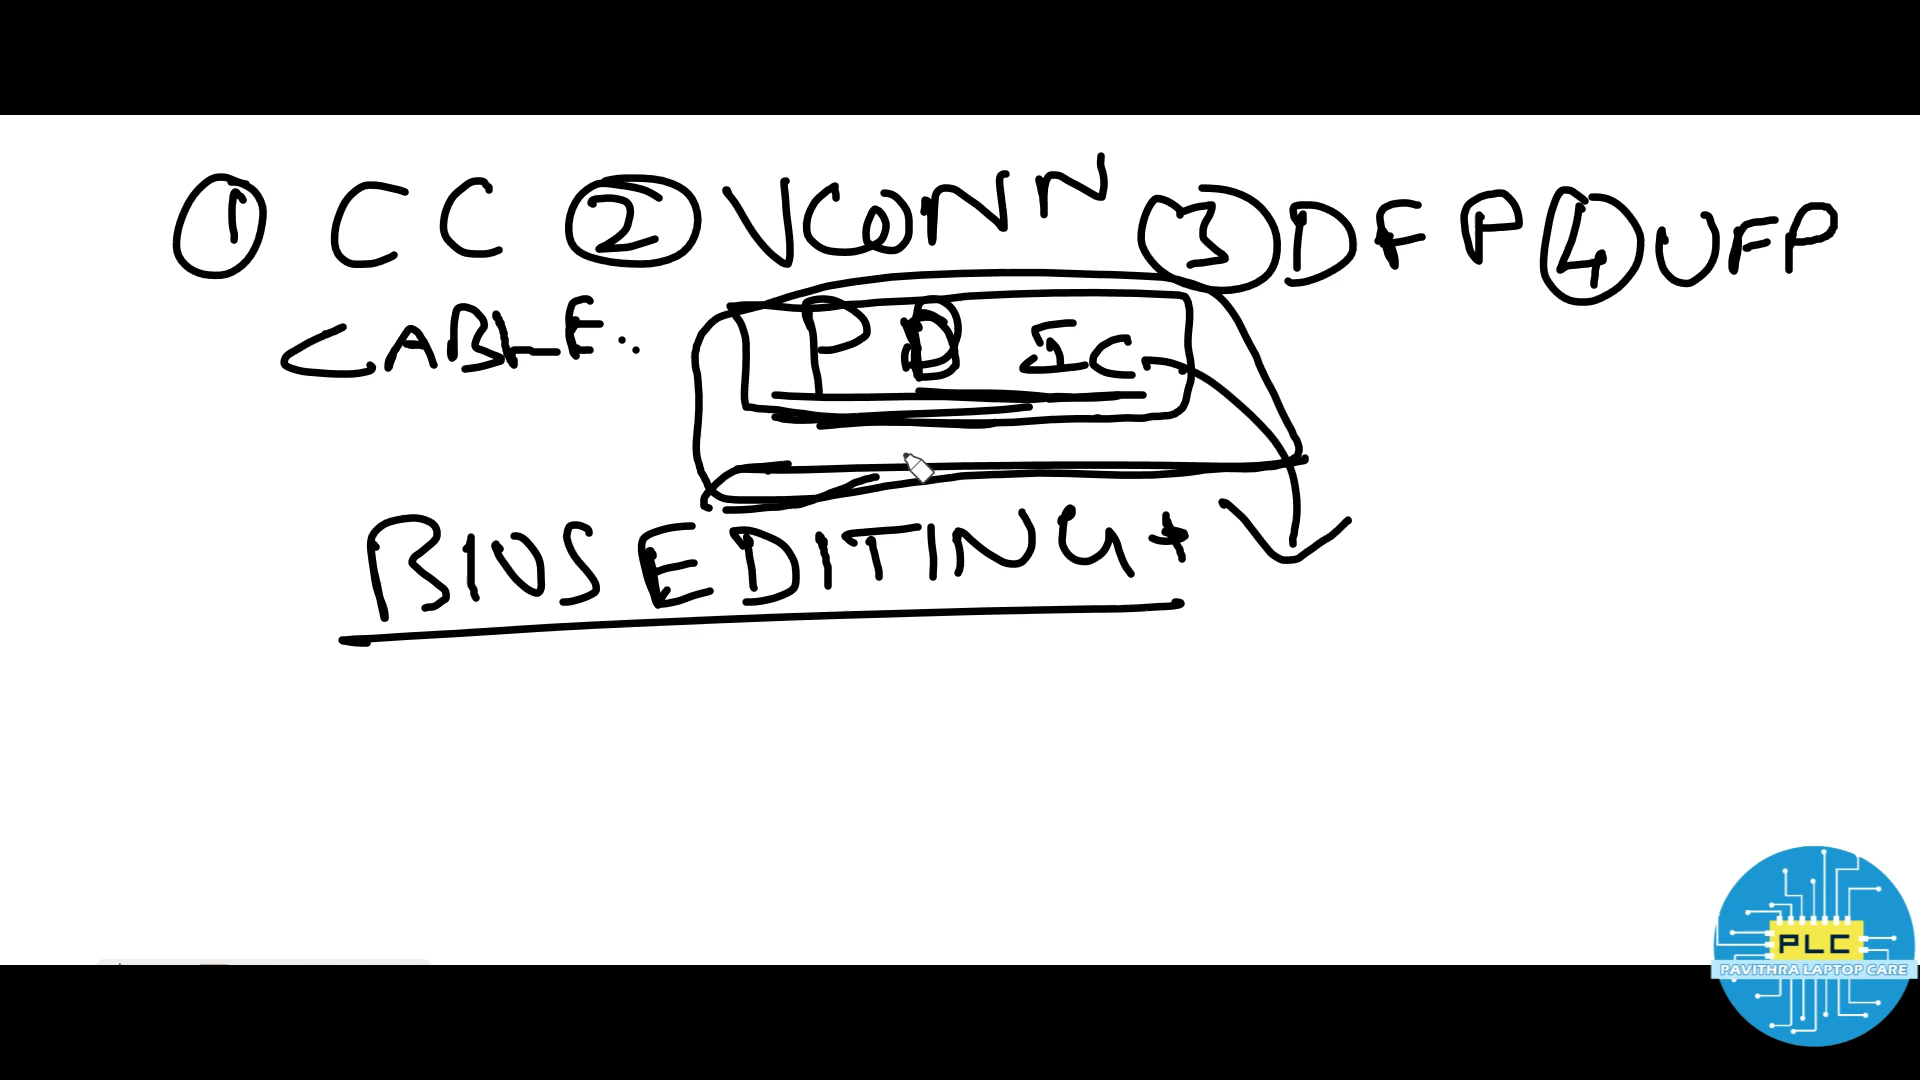 ① CC ② VCONN ③ DFP ④ UFP
CABLE.. PD IC
BIOS EDITING *
PLC
PAVITHRA LAPTOP CARE